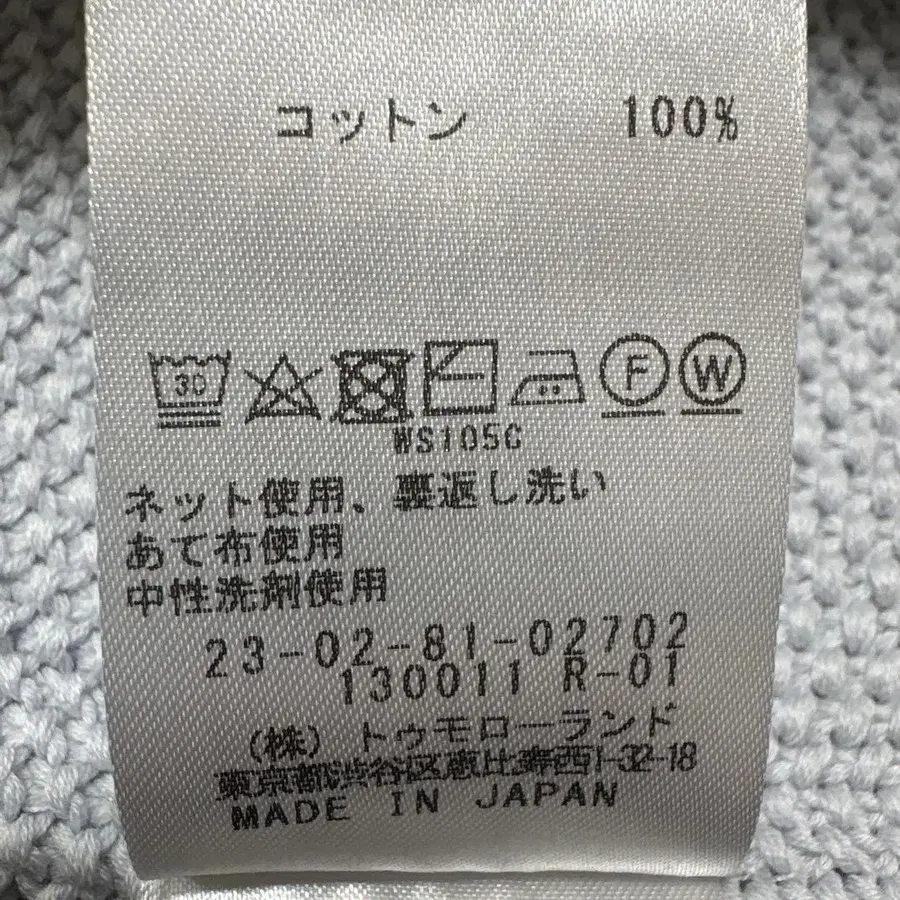 コットン 100%
30
F W
WS105C
ネット使用、裏返し洗い
あて布使用
中性洗剤使用
23-02-81-02702
130011 R-01
(株) トゥモローランド
東京都渋谷区恵比寿西1-32-18
MADE IN JAPAN